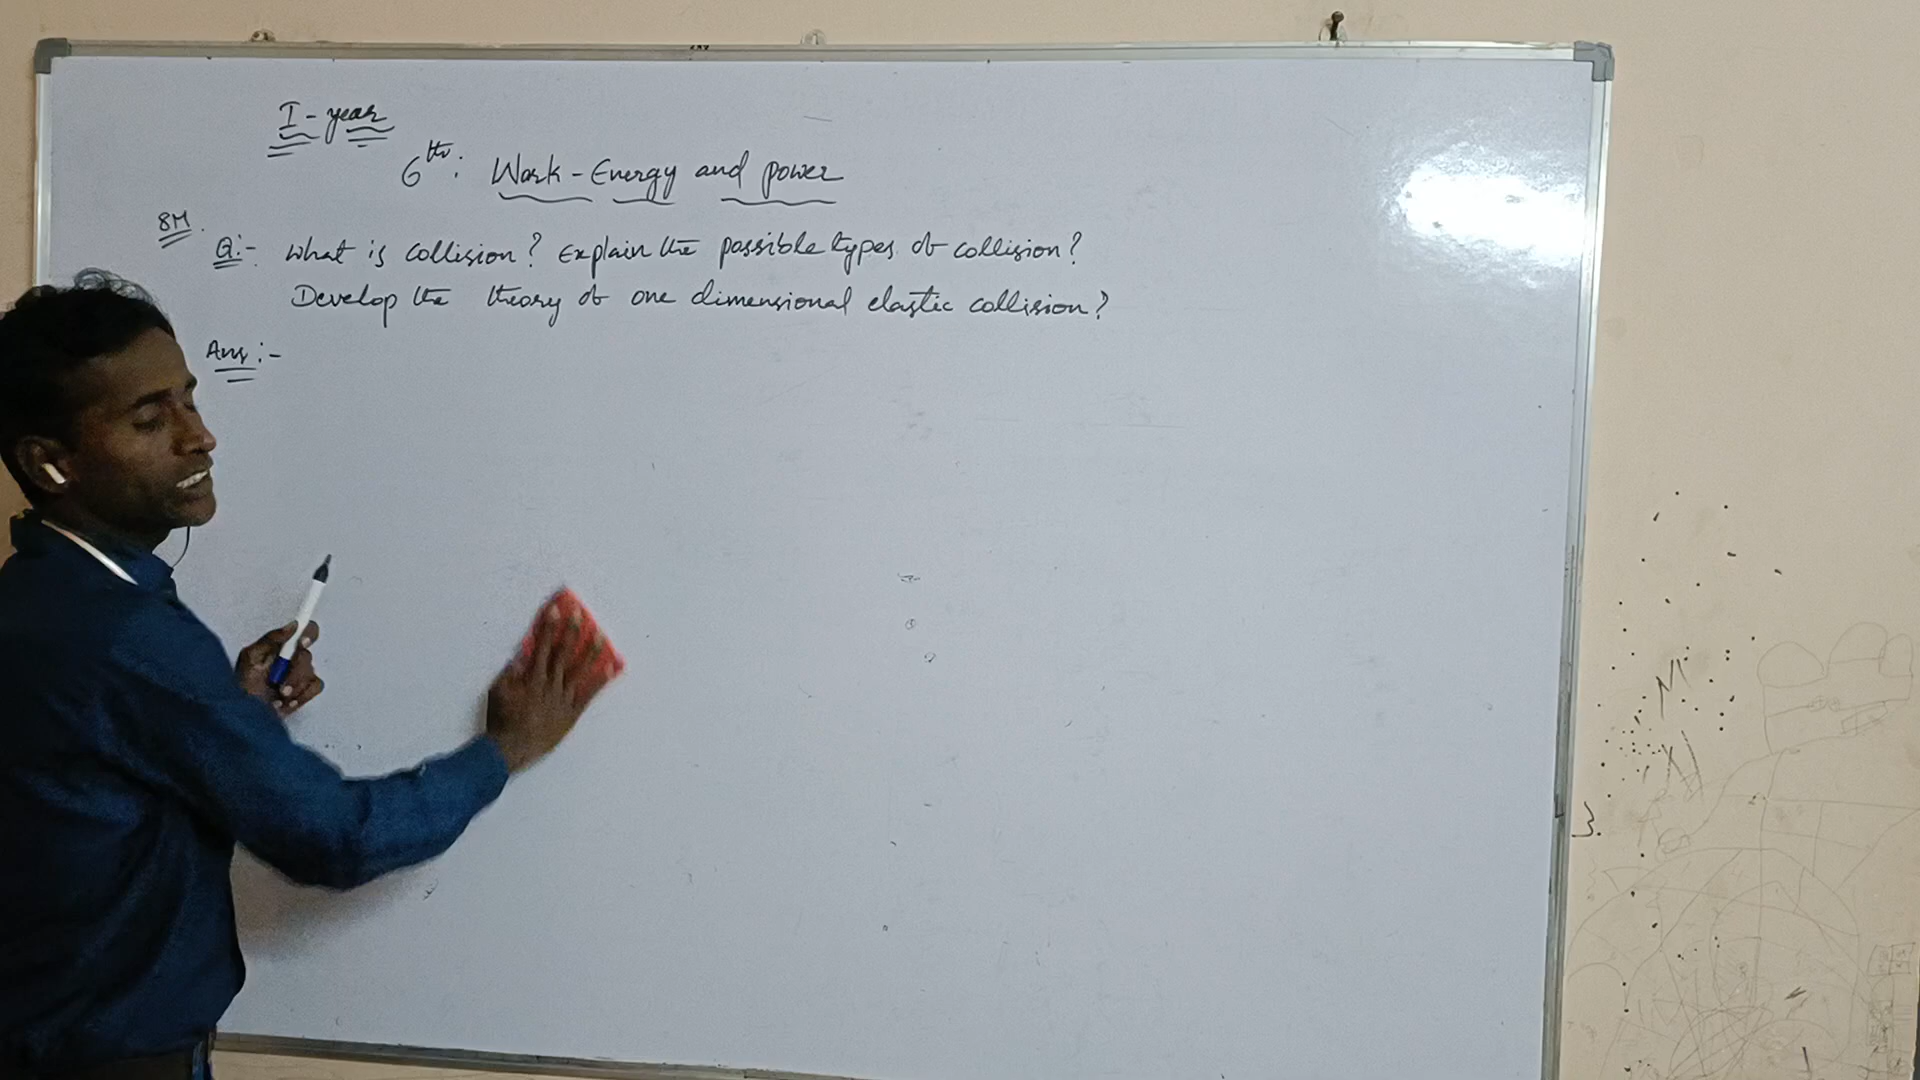 I - year
6th: Work - Energy and power
8M.
Q:- What is collision? Explain the possible types of collision?
Develop the theory of one dimensional elastic collision?
Ans:-